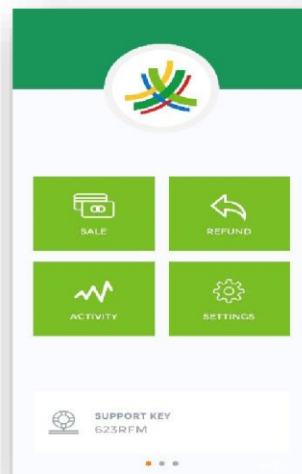 SALE
REFUND
ACTIVITY
SETTINGS
SUPPORT KEY
623RFM